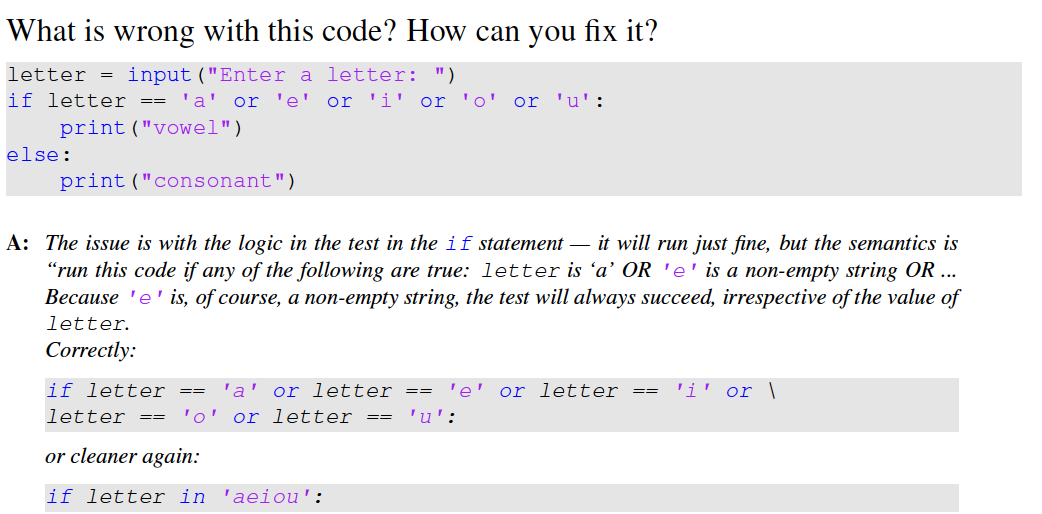 What is wrong with this code? How can you fix it?
letter = input("Enter a letter: ")
if letter == 'a' or 'e' or 'i' or 'o' or 'u':
    print("vowel")
else:
    print("consonant")
A: The issue is with the logic in the test in the if statement — it will run just fine, but the semantics is
“run this code if any of the following are true: letter is ‘a’ OR 'e' is a non-empty string OR ...
Because 'e' is, of course, a non-empty string, the test will always succeed, irrespective of the value of
letter.
Correctly:
if letter == 'a' or letter == 'e' or letter == 'i' or \
letter == 'o' or letter == 'u':
or cleaner again:
if letter in 'aeiou':